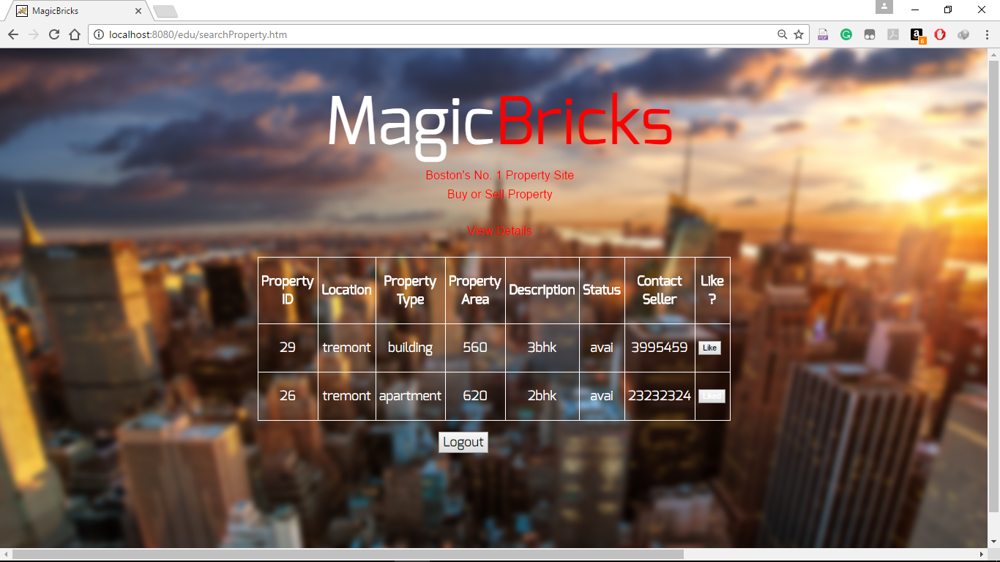 MagicBricks
localhost:8080/edu/searchProperty.htm
PDF
6
MagicBricks
Boston's No. 1 Property Site
Buy or Sell Property
View Details
Property ID Location Property Type Property Area Description Status Contact Seller Like ?
29 tremont building 560 3bhk avai 3995459 Like
26 tremont apartment 620 2bhk avai 23232324 Liked
Logout